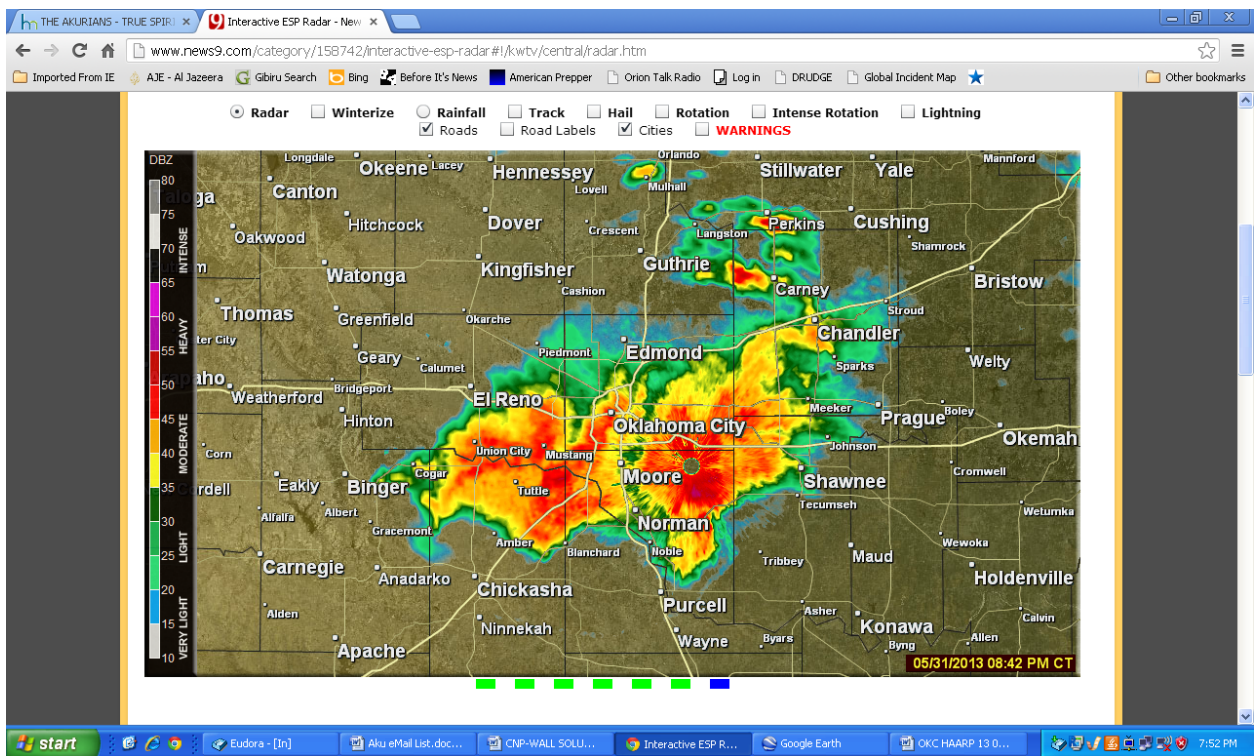 THE AKURIANS - TRUE SPIRI
Interactive ESP Radar - New
www.news9.com/category/158742/interactive-esp-radar#!/kwtv/central/radar.htm
Imported From IE AJE - Al Jazeera Gibiru Search Bing Before It's News American Prepper Orion Talk Radio Log in DRUDGE Global Incident Map Other bookmarks
Radar Winterize Rainfall Track Hail Rotation Intense Rotation Lightning
Roads Road Labels Cities WARNINGS
DBZ
80
75
70
65
60
55
50
45
40
35
30
25
20
15
10
INTENSE
HEAVY
MODERATE
LIGHT
VERY LIGHT
Longdale Okeene Lacey Hennessey Orlando Stillwater Yale Mannford
Canton Lovell Mulhall
Hitchcock Dover Crescent Langston Perkins Cushing
Oakwood Shamrock
Watonga Kingfisher Guthrie Carney Bristow
Cashion
Thomas Greenfield Okarche Stroud
Chandler
Geary Calumet Piedmont Edmond Sparks Welty
Weatherford Bridgeport El Reno Meeker Prague Boley
Hinton Oklahoma City Okemah
Corn Union City Mustang Johnson
Eakly Binger Cogar Tuttle Moore Shawnee Cromwell
Alfalfa Albert Gracemont Norman Tecumseh Wetumka
Amber Blanchard Noble Wewoka
Carnegie Anadarko Chickasha Tribbey Maud Holdenville
Alden Purcell Asher Calvin
Ninnekah Wayne Byars Konawa Allen
Apache Byng
05/31/2013 08:42 PM CT
start Eudora - [In] Aku eMail List.doc... CNP-WALL SOLU... Interactive ESP R... Google Earth OKC HAARP 13 0... 7:52 PM